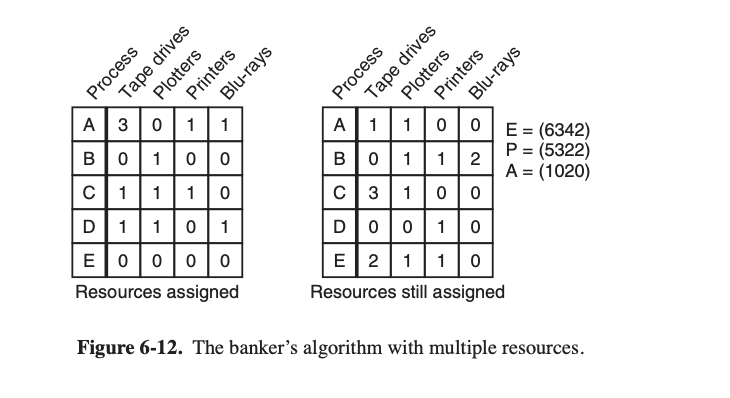 Process Tape drives Plotters Printers Blu-rays
A 3 0 1 1
B 0 1 0 0
C 1 1 1 0
D 1 1 0 1
E 0 0 0 0
Resources assigned
Process Tape drives Plotters Printers Blu-rays
A 1 1 0 0
B 0 1 1 2
C 3 1 0 0
D 0 0 1 0
E 2 1 1 0
Resources still assigned
E = (6342)
P = (5322)
A = (1020)
Figure 6-12. The banker’s algorithm with multiple resources.